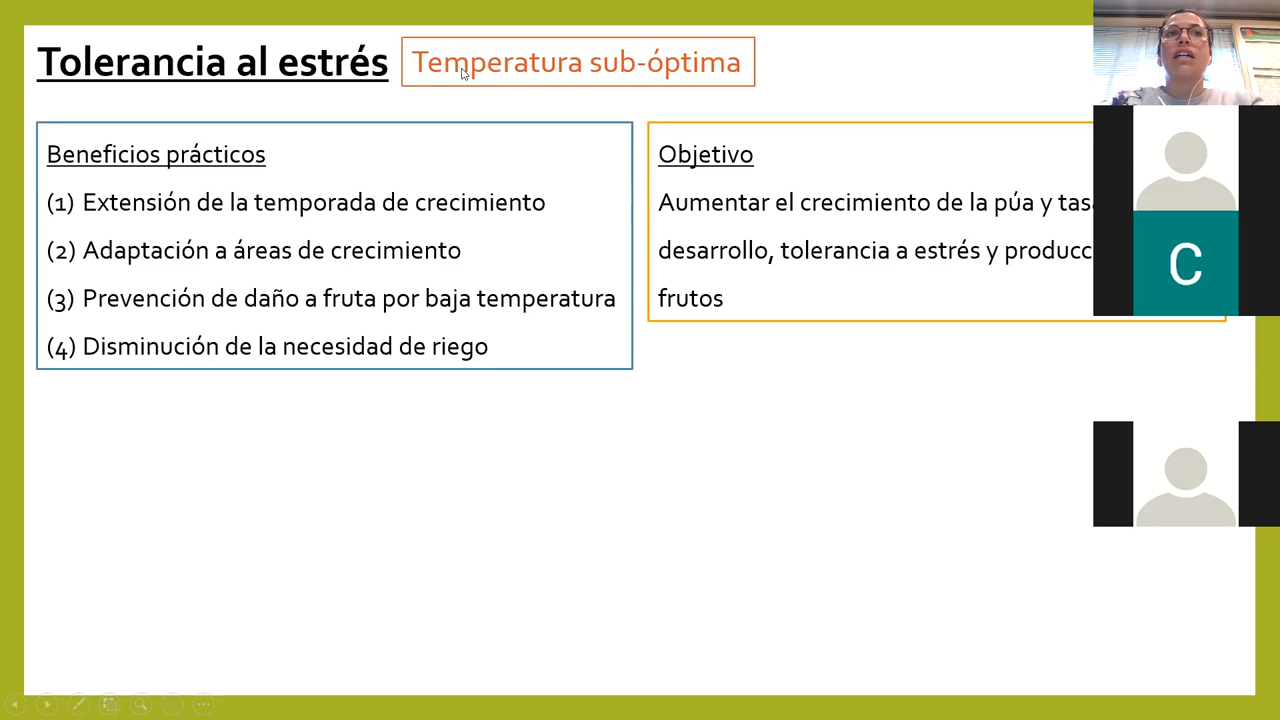 Tolerancia al estrés
Temperatura sub-óptima
Beneficios prácticos
(1) Extensión de la temporada de crecimiento
(2) Adaptación a áreas de crecimiento
(3) Prevención de daño a fruta por baja temperatura
(4) Disminución de la necesidad de riego
Objetivo
Aumentar el crecimiento de la púa y
desarrollo, tolerancia a estrés y
frutos
C